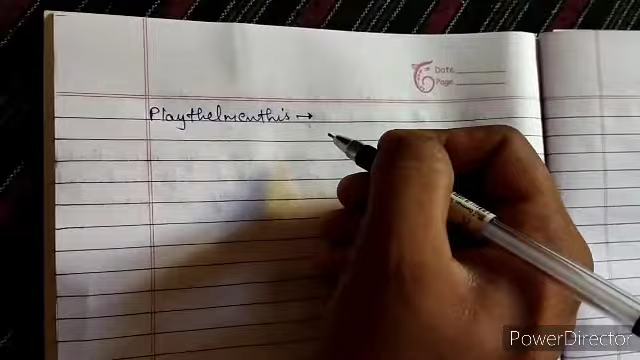 Date
Page
Playthelmenthis →
PowerDirector